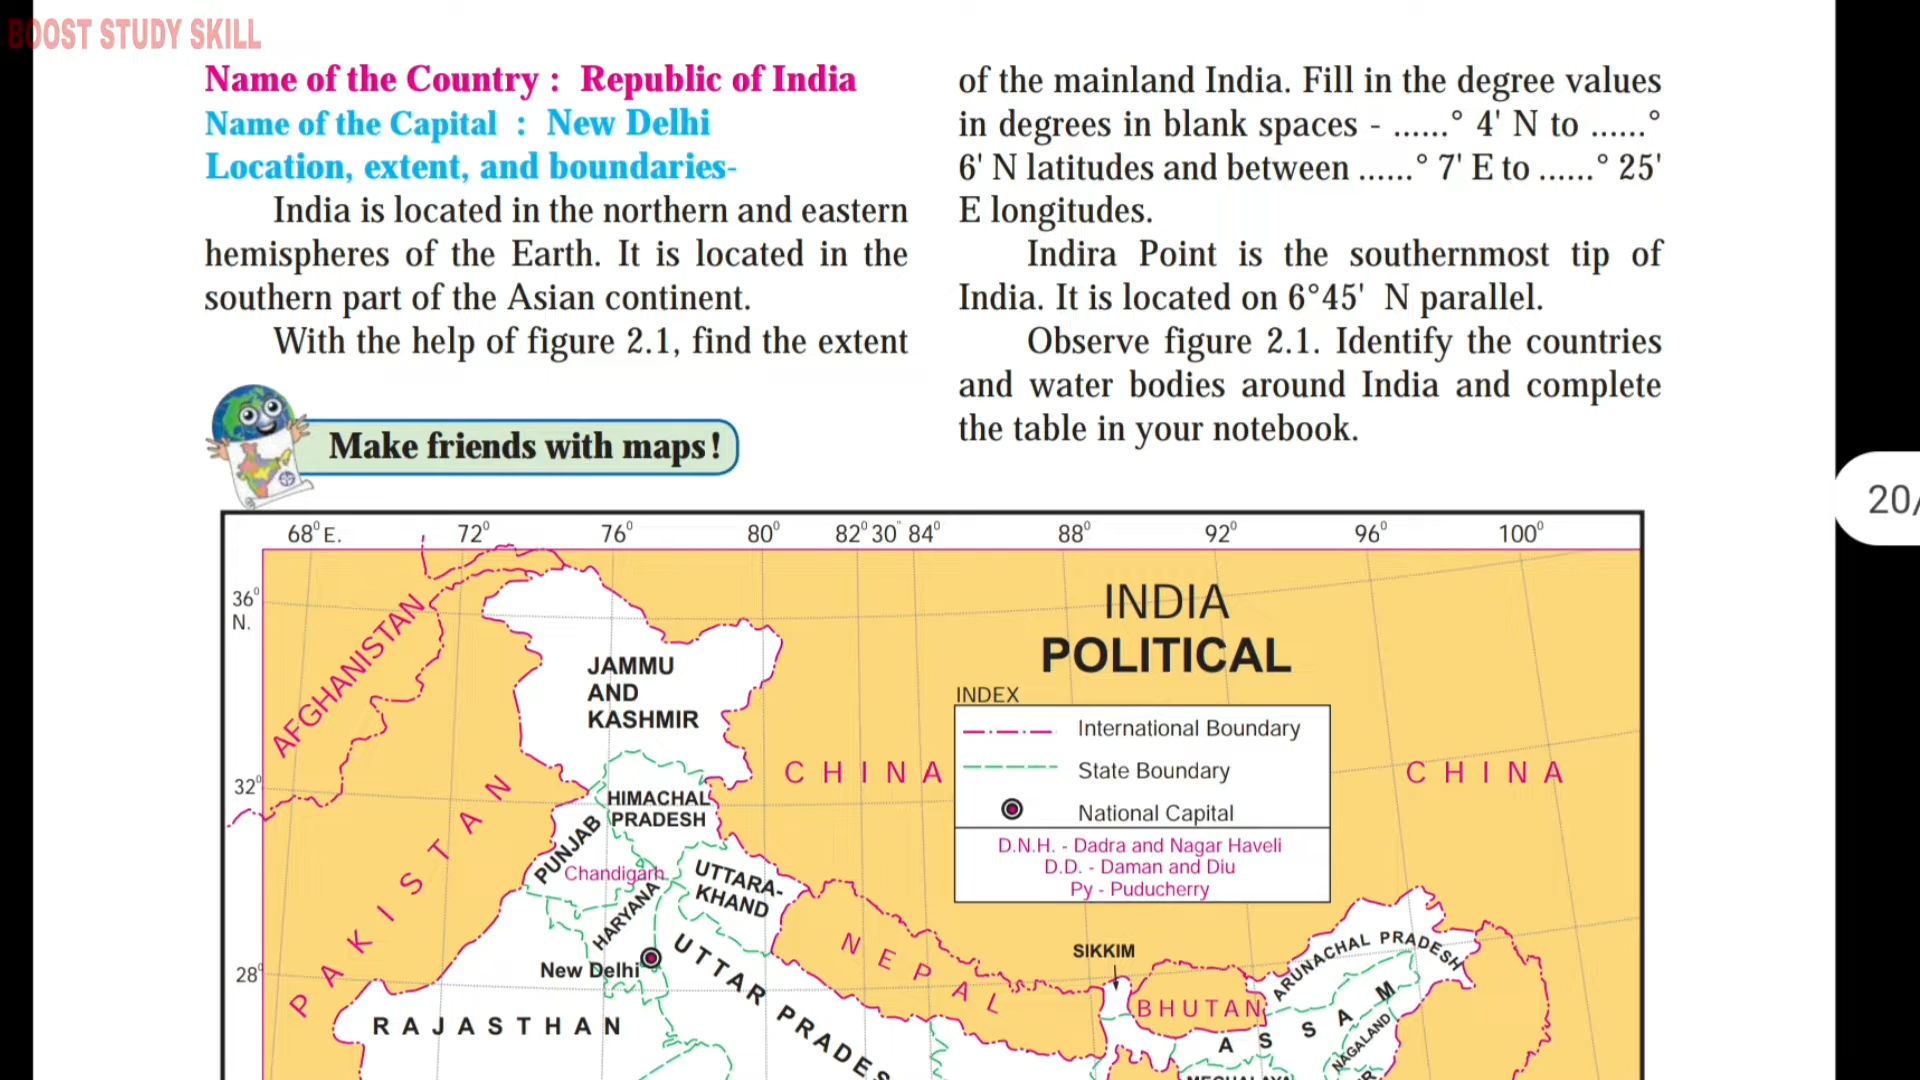 BOOST STUDY SKILL
Name of the Country : Republic of India
Name of the Capital : New Delhi
Location, extent, and boundaries-
India is located in the northern and eastern
hemispheres of the Earth. It is located in the
southern part of the Asian continent.
With the help of figure 2.1, find the extent
of the mainland India. Fill in the degree values
in degrees in blank spaces - ......° 4' N to ......°
6' N latitudes and between ......° 7' E to ......° 25'
E longitudes.
Indira Point is the southernmost tip of
India. It is located on 6°45' N parallel.
Observe figure 2.1. Identify the countries
and water bodies around India and complete
the table in your notebook.
Make friends with maps!
20/
68° E. 72° 76° 80° 82°30" 84° 88° 92° 96° 100°
36°
N.
32°
28°
INDIA
POLITICAL
INDEX
International Boundary
State Boundary
National Capital
D.N.H. - Dadra and Nagar Haveli
D.D. - Daman and Diu
Py - Puducherry
AFGHANISTAN
PAKISTAN
JAMMU
AND
KASHMIR
CHINA
CHINA
HIMACHAL
PRADESH
PUNJAB
Chandigarh
UTTARA-
KHAND
HARYANA
New Delhi
RAJASTHAN
UTTAR PRADES
NEPAL
SIKKIM
BHUTAN
ARUNACHAL PRADESH
ASSAM
NAGALAND
MEGHALAYA